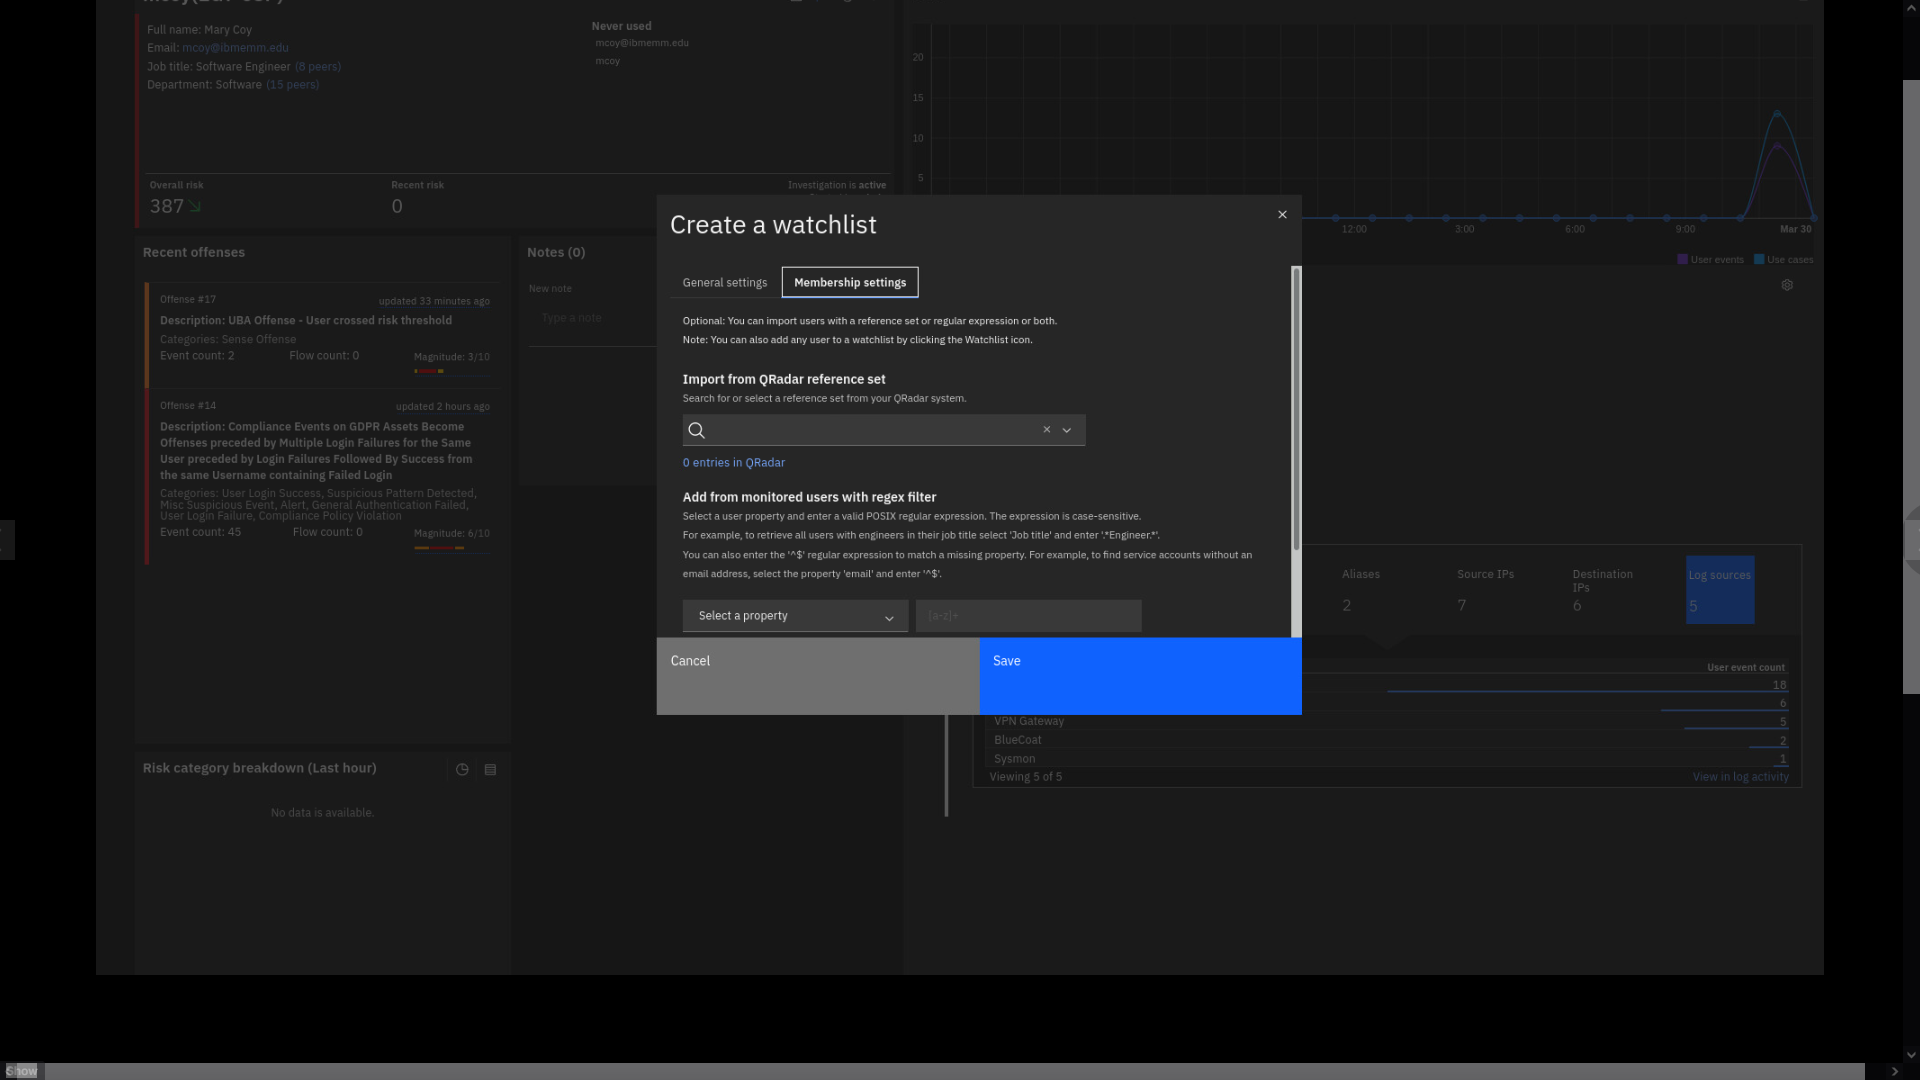 Full name: Mary Coy
Email: mcoy@ibmemm.edu
Job title: Software Engineer (8 peers)
Department: Software (15 peers)
Never used
mcoy@ibmemm.edu
mcoy
Overall risk
387
Recent risk
0
Investigation is active
20
15
10
5
12:00
3:00
6:00
9:00
Mar 30
User events
Use cases
Recent offenses
Offense #17
updated 33 minutes ago
Description: UBA Offense - User crossed risk threshold
Categories: Sense Offense
Event count: 2
Flow count: 0
Magnitude: 3/10
Offense #14
updated 2 hours ago
Description: Compliance Events on GDPR Assets Become
Offenses preceded by Multiple Login Failures for the Same
User preceded by Login Failures Followed By Success from
the same Username containing Failed Login
Categories: User Login Success, Suspicious Pattern Detected,
Misc Suspicious Event, Alert, General Authentication Failed,
User Login Failure, Compliance Policy Violation
Event count: 45
Flow count: 0
Magnitude: 6/10
Notes (0)
New note
Type a note
Create a watchlist
General settings
Membership settings
Optional: You can import users with a reference set or regular expression or both.
Note: You can also add any user to a watchlist by clicking the Watchlist icon.
Import from QRadar reference set
Search for or select a reference set from your QRadar system.
0 entries in QRadar
Add from monitored users with regex filter
Select a user property and enter a valid POSIX regular expression. The expression is case-sensitive.
For example, to retrieve all users with engineers in their job title select 'Job title' and enter '.*Engineer.*'.
You can also enter the '^$' regular expression to match a missing property. For example, to find service accounts without an
email address, select the property 'email' and enter '^$'.
Select a property
[a-z]+
Cancel
Save
Aliases
2
Source IPs
7
Destination
IPs
6
Log sources
5
User event count
18
6
VPN Gateway
5
BlueCoat
2
Sysmon
1
Viewing 5 of 5
View in log activity
Risk category breakdown (Last hour)
No data is available.
Show